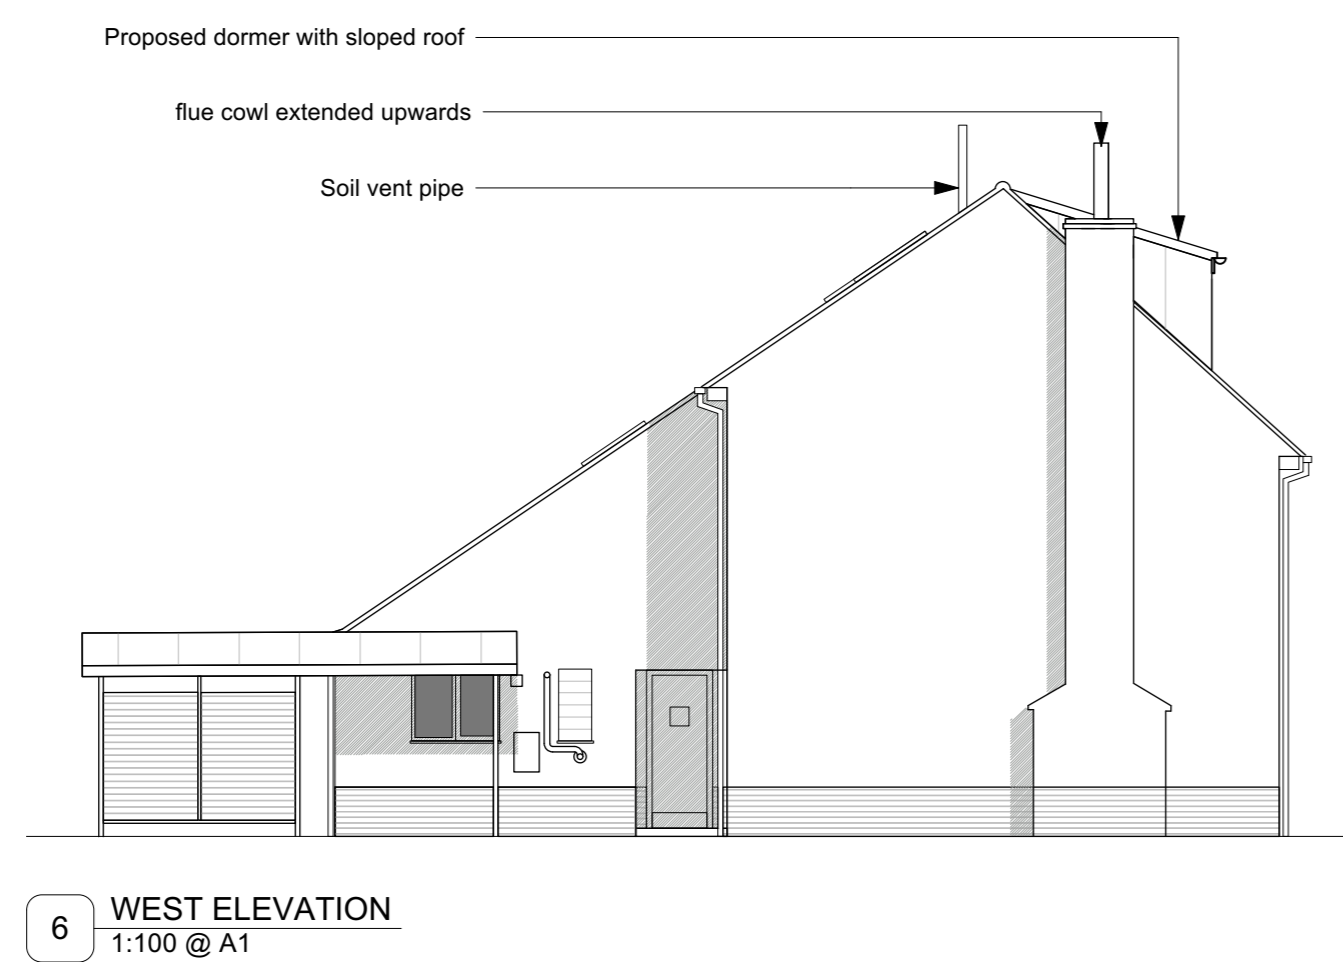 Proposed dormer with sloped roof
flue cowl extended upwards
Soil vent pipe
6
WEST ELEVATION
1:100 @ A1